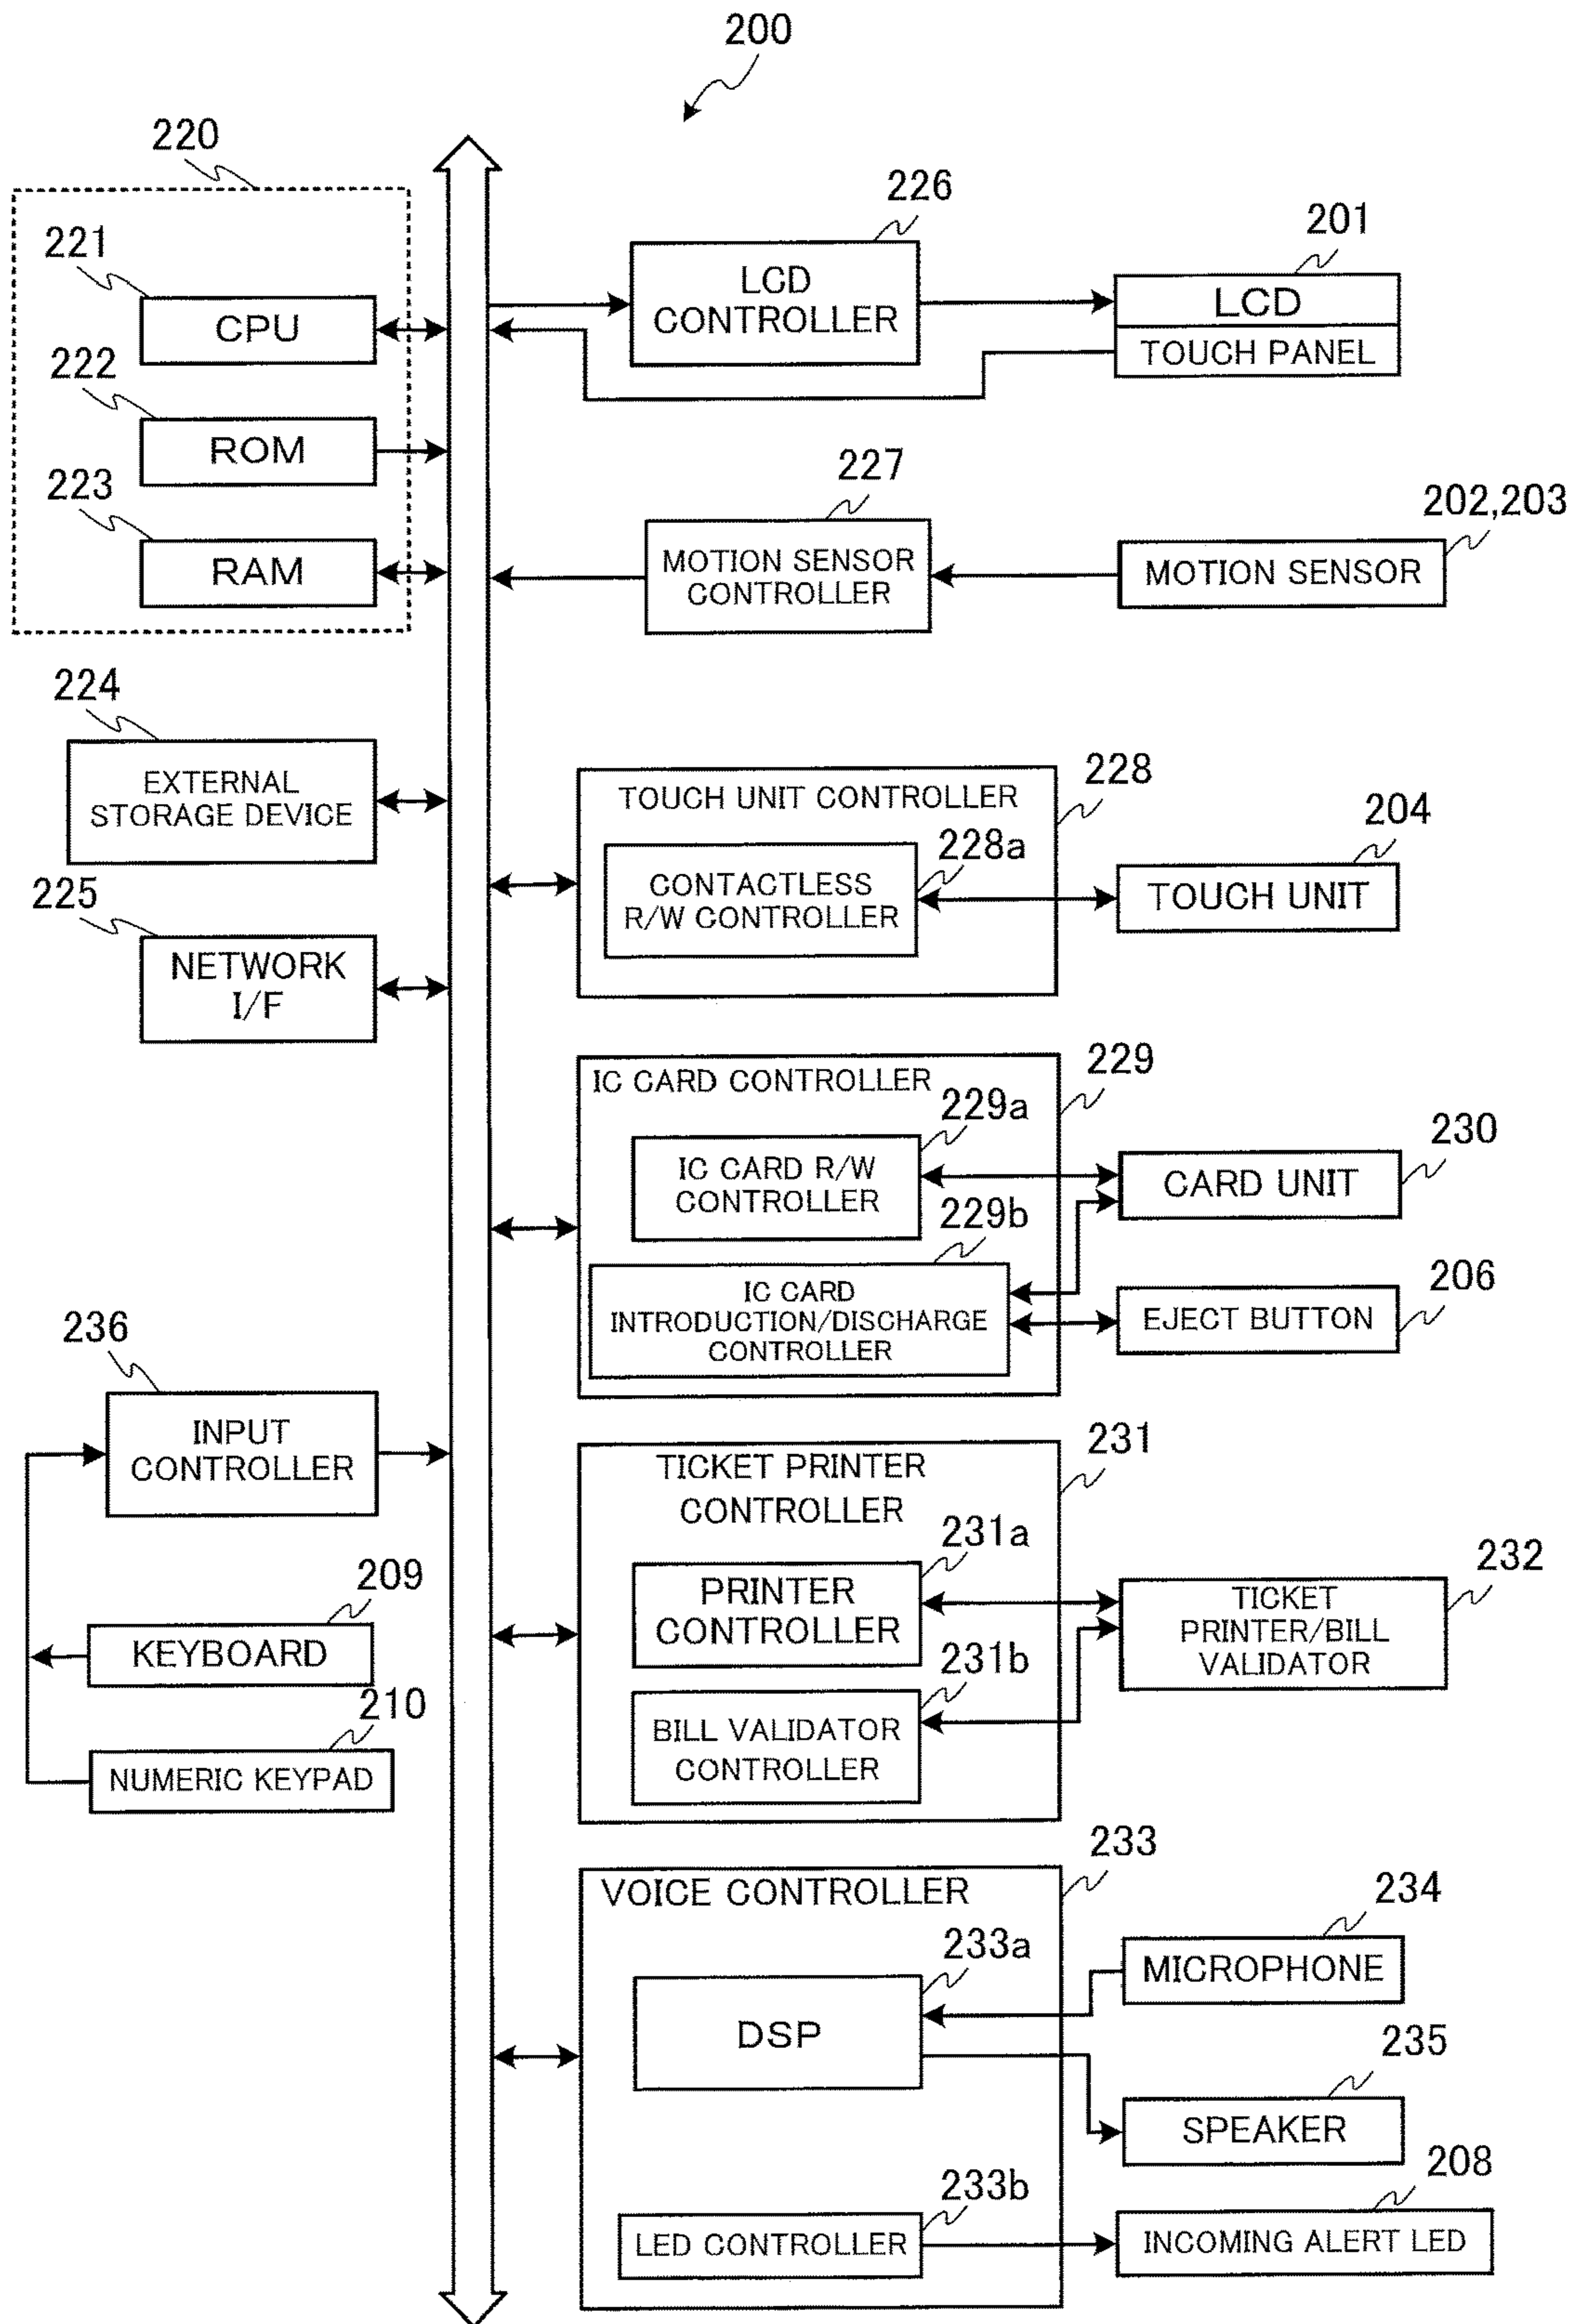 200
220
221
CPU
222
ROM
223
RAM
224
EXTERNAL
STORAGE DEVICE
225
NETWORK
I/F
236
INPUT
CONTROLLER
209
KEYBOARD
210
NUMERIC KEYPAD
226
LCD
CONTROLLER
201
LCD
TOUCH PANEL
227
MOTION SENSOR
CONTROLLER
202,203
MOTION SENSOR
228
TOUCH UNIT CONTROLLER
228a
CONTACTLESS
R/W CONTROLLER
204
TOUCH UNIT
229
IC CARD CONTROLLER
229a
IC CARD R/W
CONTROLLER
229b
IC CARD
INTRODUCTION/DISCHARGE
CONTROLLER
230
CARD UNIT
206
EJECT BUTTON
231
TICKET PRINTER
CONTROLLER
231a
PRINTER
CONTROLLER
231b
BILL VALIDATOR
CONTROLLER
232
TICKET
PRINTER/BILL
VALIDATOR
233
VOICE CONTROLLER
233a
DSP
234
MICROPHONE
235
SPEAKER
233b
LED CONTROLLER
208
INCOMING ALERT LED